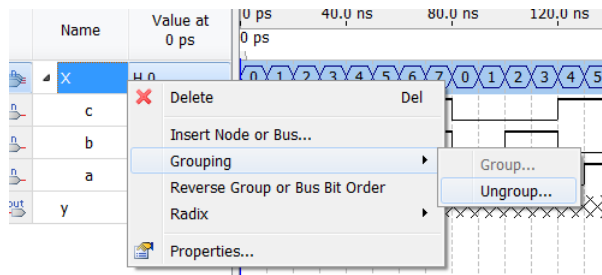 Name Value at 0 ps 40.0 ns 80.0 ns 120.0 ns
0 ps 0 ps
X H 0 0 1 2 3 4 5 6 7 0 1 2 3 4 5
Delete Del
c
Insert Node or Bus...
b
Grouping Group...
a
Reverse Group or Bus Bit Order Ungroup...
y Radix
Properties...